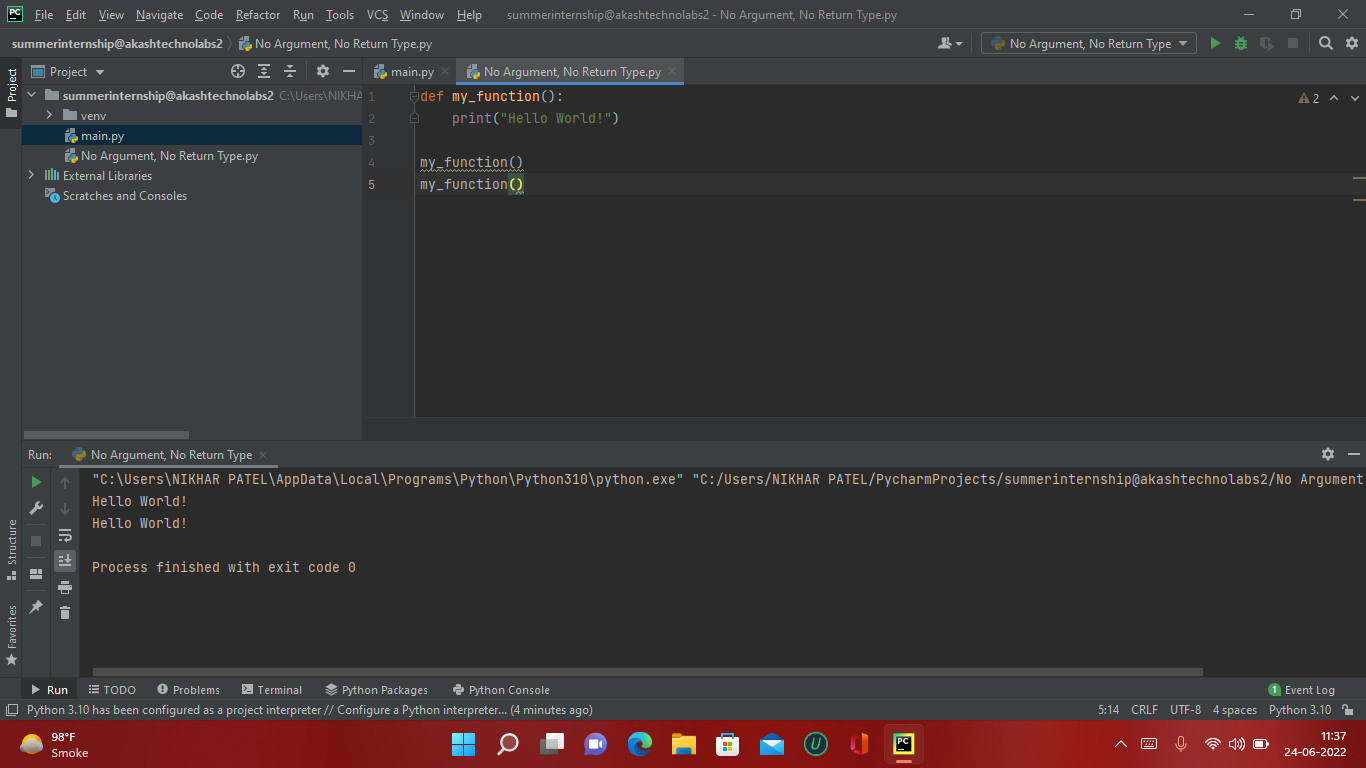 PC File Edit View Navigate Code Refactor Run Tools VCS Window Help summerinternship@akashtechnolabs2 - No Argument, No Return Type.py
summerinternship@akashtechnolabs2 No Argument, No Return Type.py No Argument, No Return Type
Project
Project
main.py No Argument, No Return Type.py
summerinternship@akashtechnolabs2 C:\Users\NIKHAR
venv
main.py
No Argument, No Return Type.py
External Libraries
Scratches and Consoles
1 def my_function():
2 print("Hello World!")
3
4 my_function()
5 my_function()
2
Run: No Argument, No Return Type
"C:\Users\NIKHAR PATEL\AppData\Local\Programs\Python\Python310\python.exe" "C:/Users/NIKHAR PATEL/PycharmProjects/summerinternship@akashtechnolabs2/No Argument
Hello World!
Hello World!
Process finished with exit code 0
Structure
Favorites
Run TODO Problems Terminal Python Packages Python Console 1 Event Log
Python 3.10 has been configured as a project interpreter // Configure a Python interpreter... (4 minutes ago) 5:14 CRLF UTF-8 4 spaces Python 3.10
98°F
Smoke
U
PC
11:37
24-06-2022